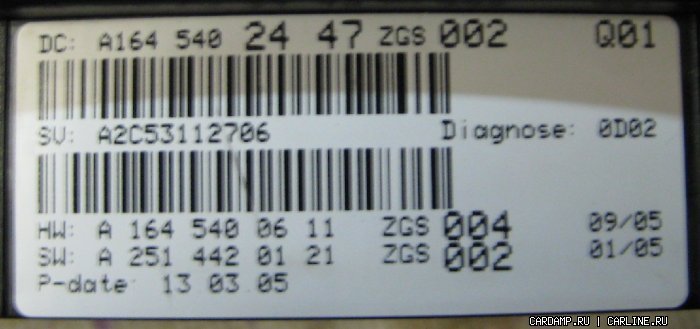 DC: A164 540 24 47 ZGS 002 Q01
SV: A2C53112706 Diagnose: 0D02
HW: A 164 540 06 11 ZGS 004 09/05
SW: A 251 442 01 21 ZGS 002 01/05
P-date: 13 03 05
CARDAMP.RU | CARLINE.RU